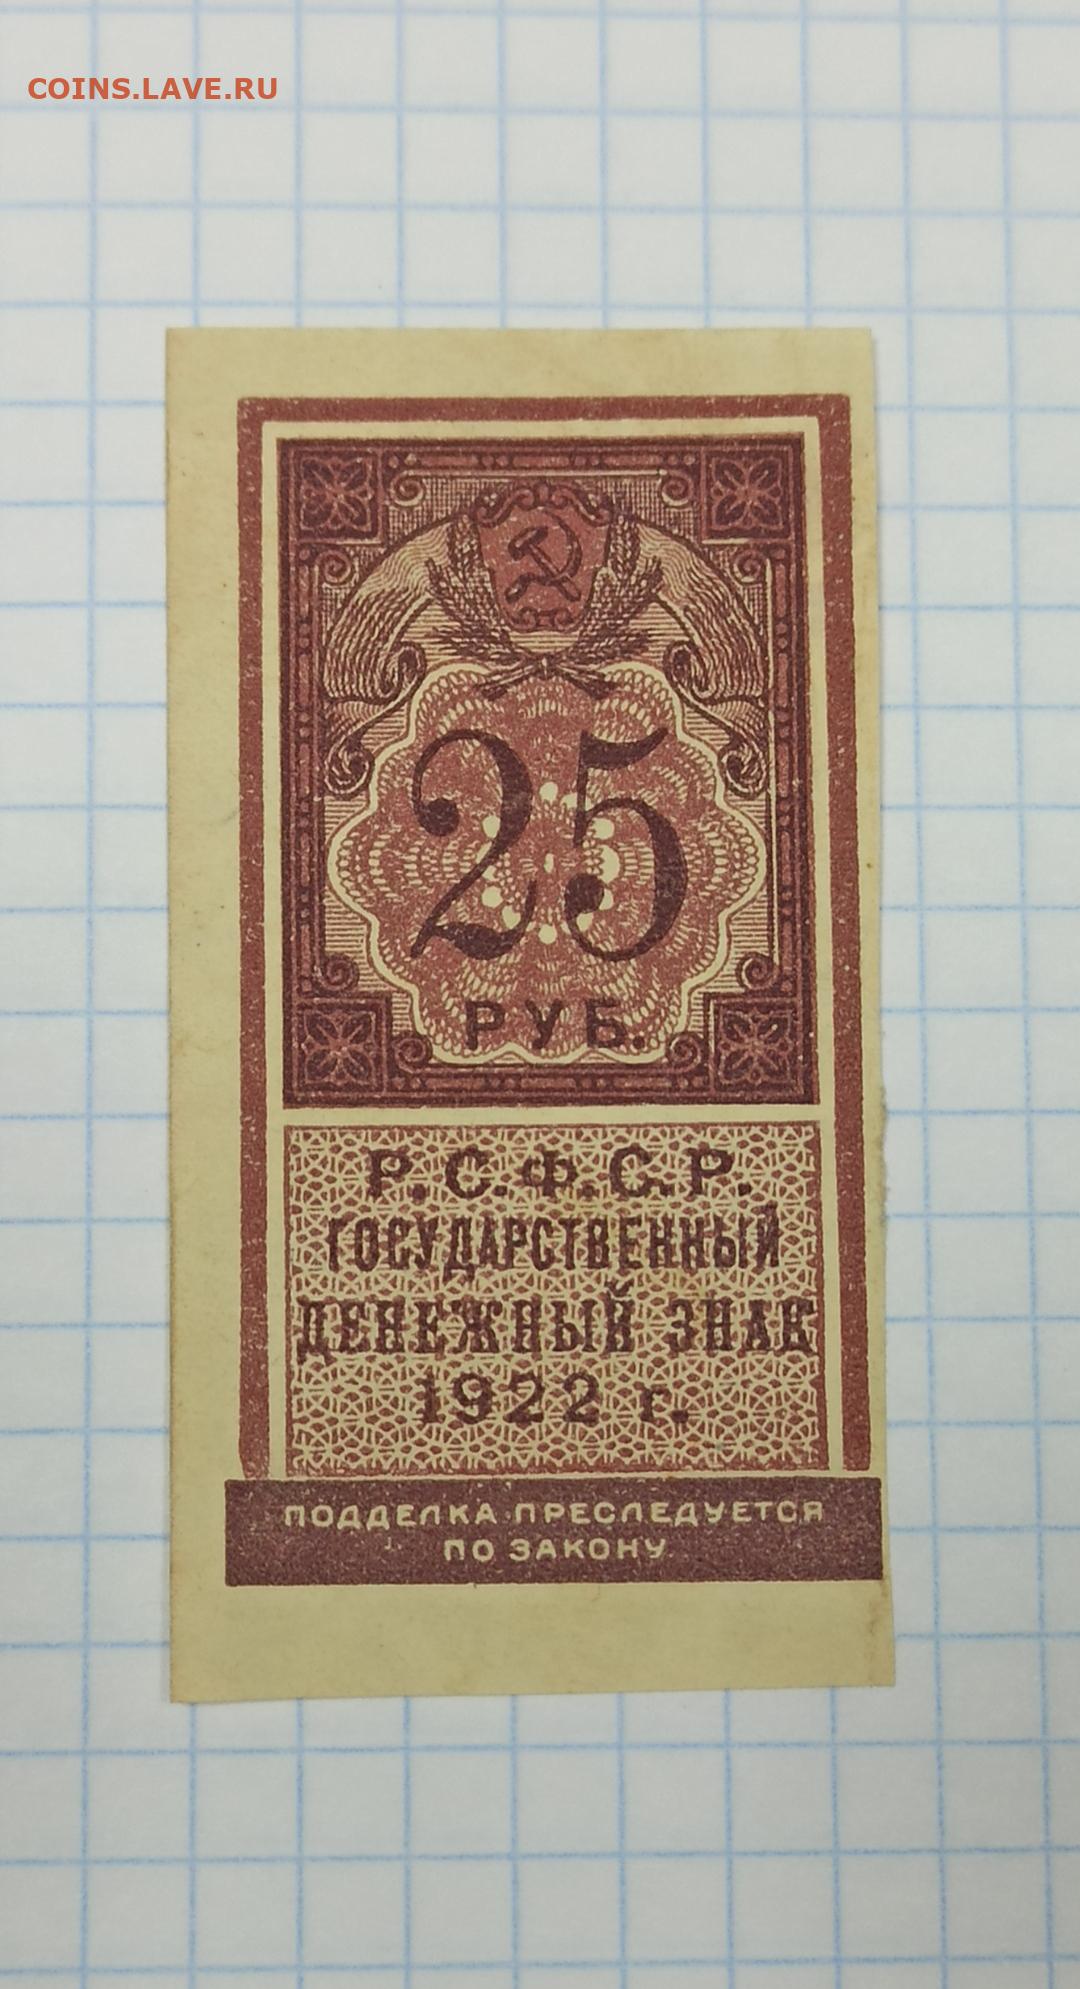 COINS.LAVE.RU
25
РУБ.
Р.С.Ф.С.Р.
ГОСУДАРСТВЕННЫЙ
ДЕНЕЖНЫЙ ЗНАК
1922 г.
ПОДДЕЛКА ПРЕСЛЕДУЕТСЯ
ПО ЗАКОНУ